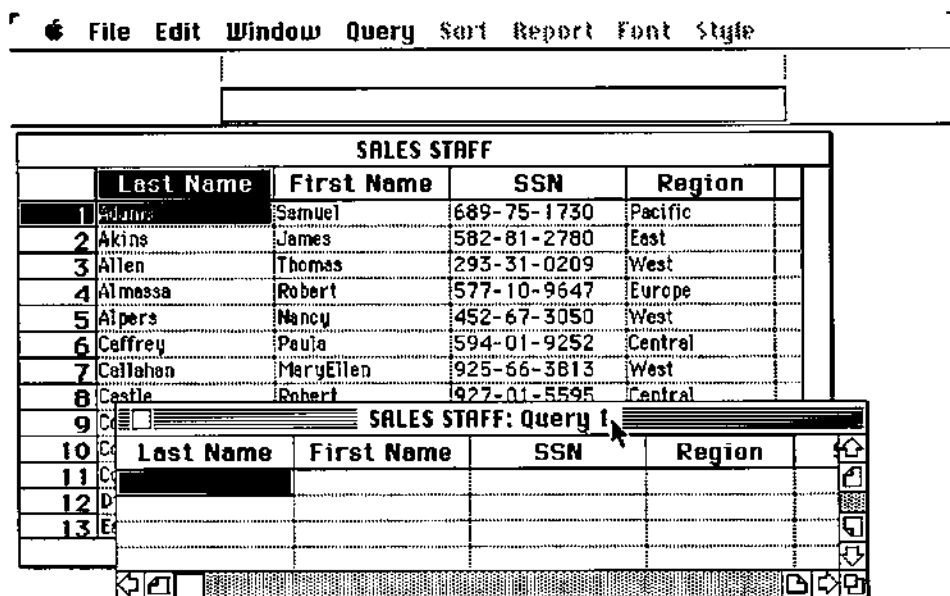 File Edit Window Query Sort Report Font Style
SALES STAFF
Last Name First Name SSN Region
1 Adams Samuel 689-75-1730 Pacific
2 Akins James 582-81-2780 East
3 Allen Thomas 293-31-0209 West
4 Almassa Robert 577-10-9647 Europe
5 Alpers Nancy 452-67-3050 West
6 Caffrey Paula 594-01-9252 Central
7 Callahan MaryEllen 925-66-3813 West
8 Castle Robert 927-01-5595 Central
9
10
11
12 D
13
SALES STAFF: Query 1
Last Name First Name SSN Region